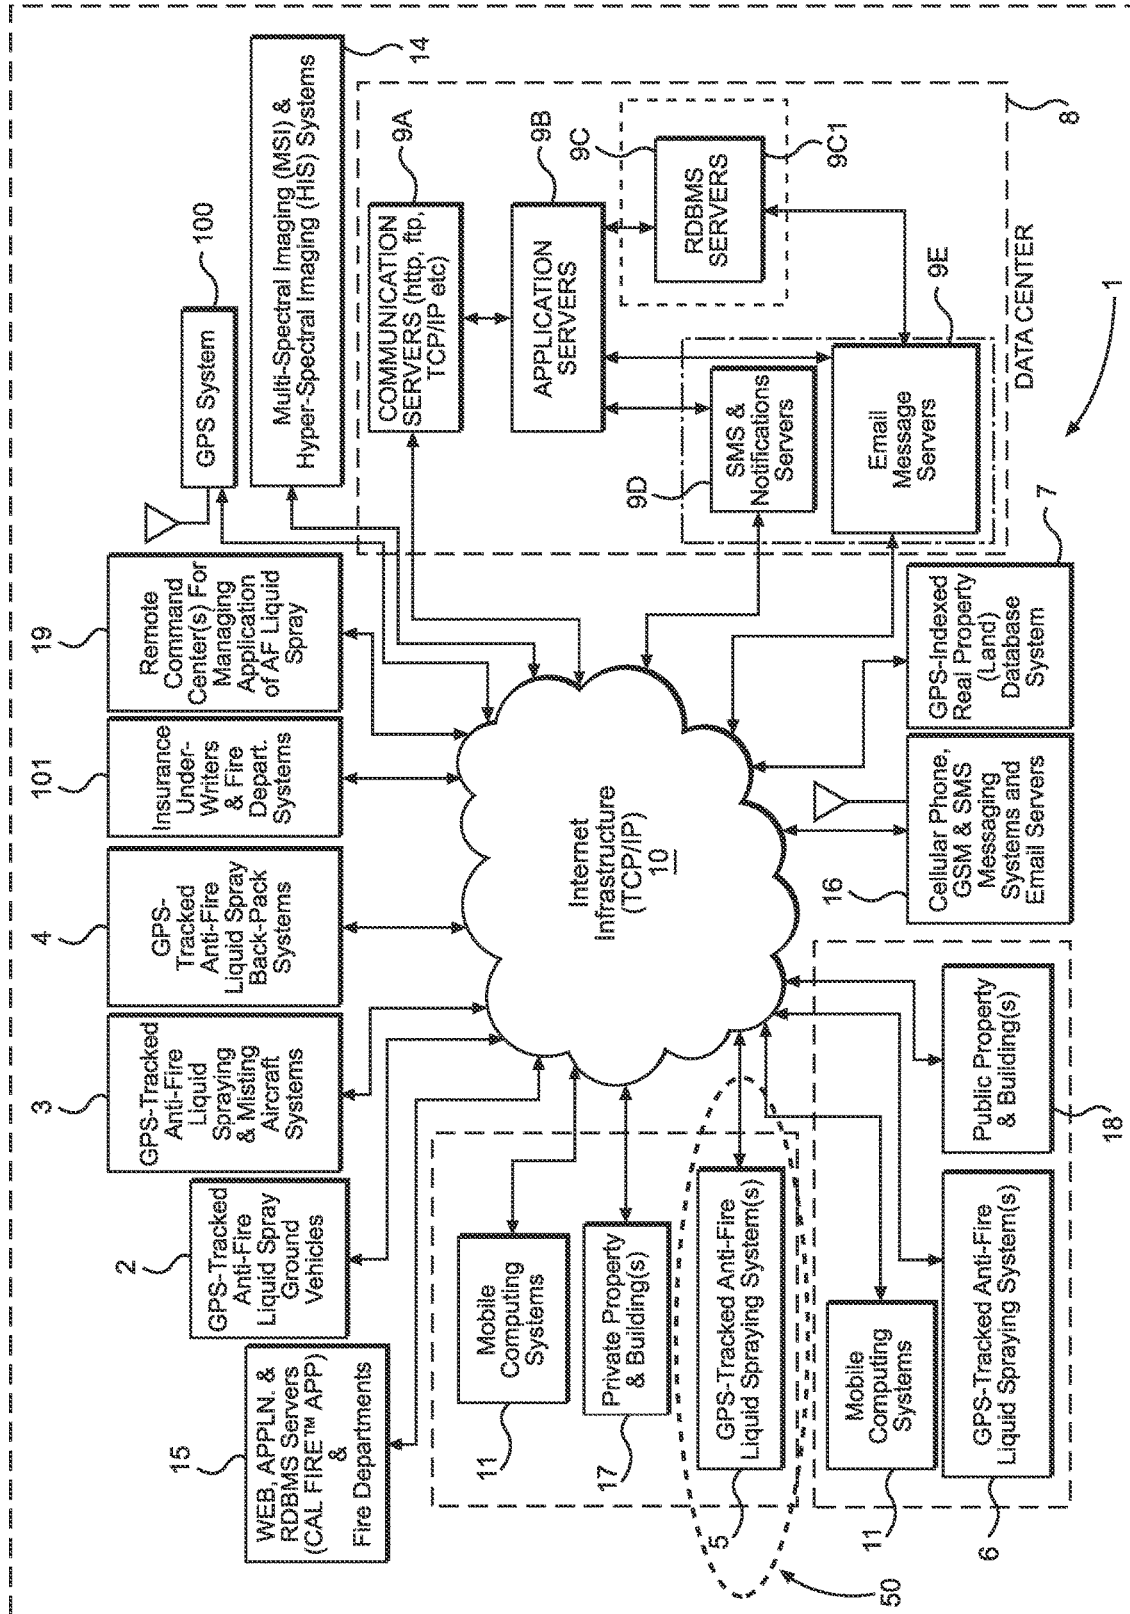 14
Multi-Spectral Imaging (MSI) &
Hyper-Spectral Imaging (HIS) Systems
100
GPS System
19
Remote
Command
Center(s) For
Managing
Application
of AF Liquid
Spray
101
Insurance
Under-
Writers
& Fire
Depart.
Systems
4
GPS-
Tracked
Anti-Fire
Liquid Spray
Back-Pack
Systems
3
GPS-Tracked
Anti-Fire
Liquid
Spraying
& Misting
Aircraft
Systems
2
GPS-Tracked
Anti-Fire
Liquid Spray
Ground
Vehicles
15
WEB, APPLN. &
RDBMS Servers
(CAL FIRE™ APP)
&
Fire Departments
9A
COMMUNICATION
SERVERS (http, ftp,
TCP/IP etc)
9B
APPLICATION
SERVERS
9C
RDBMS
SERVERS
9C1
9D
SMS &
Notifications
Servers
9E
Email
Message
Servers
8
DATA CENTER
1
Internet
Infrastructure
(TCP/IP)
10
Mobile
Computing
Systems
11
Private Property
& Building(s)
17
GPS-Tracked Anti-Fire
Liquid Spraying System(s)
5
50
7
GPS-Indexed
Real Property
(Land)
Database
System
16
Cellular Phone,
GSM & SMS
Messaging
Systems and
Email Servers
Public Property
& Building(s)
18
Mobile
Computing
Systems
11
GPS-Tracked Anti-Fire
Liquid Spraying System(s)
6